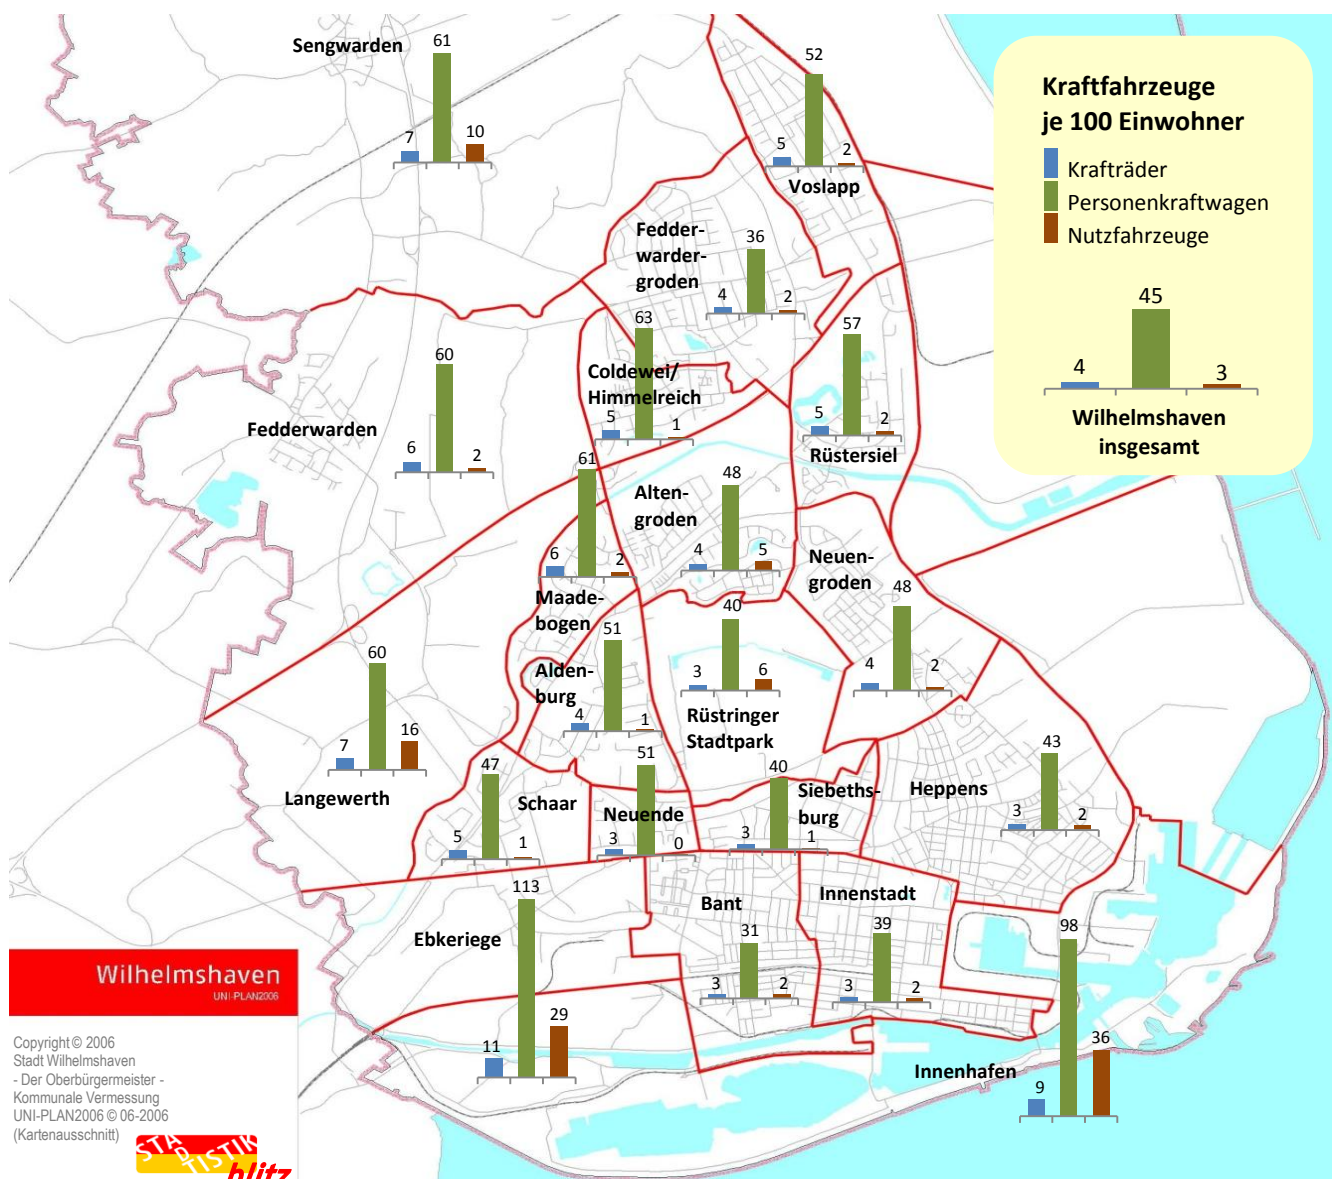 Sengwarden
7
61
10
5
52
2
Voslapp
Kraftfahrzeuge
je 100 Einwohner
Krafträder
Personenkraftwagen
Nutzfahrzeuge
4
45
3
Wilhelmshaven
insgesamt
Fedder-
warder-
groden
4
36
2
Coldewei/
Himmelreich
5
63
1
5
57
2
Rüstersiel
Fedderwarden
6
60
2
6
61
2
Maade-
bogen
Alten-
groden
4
48
5
Neuen-
groden
4
48
2
Alden-
burg
4
51
1
3
40
6
Rüstringer
Stadtpark
7
60
16
Langewerth
Schaar
5
47
1
Neuende
3
51
0
Siebeths-
burg
3
40
1
Heppens
3
43
2
Ebkeriege
11
113
29
Bant
3
31
2
Innenstadt
3
39
2
Innenhafen
9
98
36
Wilhelmshaven
UNI-PLAN2006
Copyright © 2006
Stadt Wilhelmshaven
- Der Oberbürgermeister -
Kommunale Vermessung
UNI-PLAN2006 © 06-2006
(Kartenausschnitt)
STA
D
TISTIK
blitz